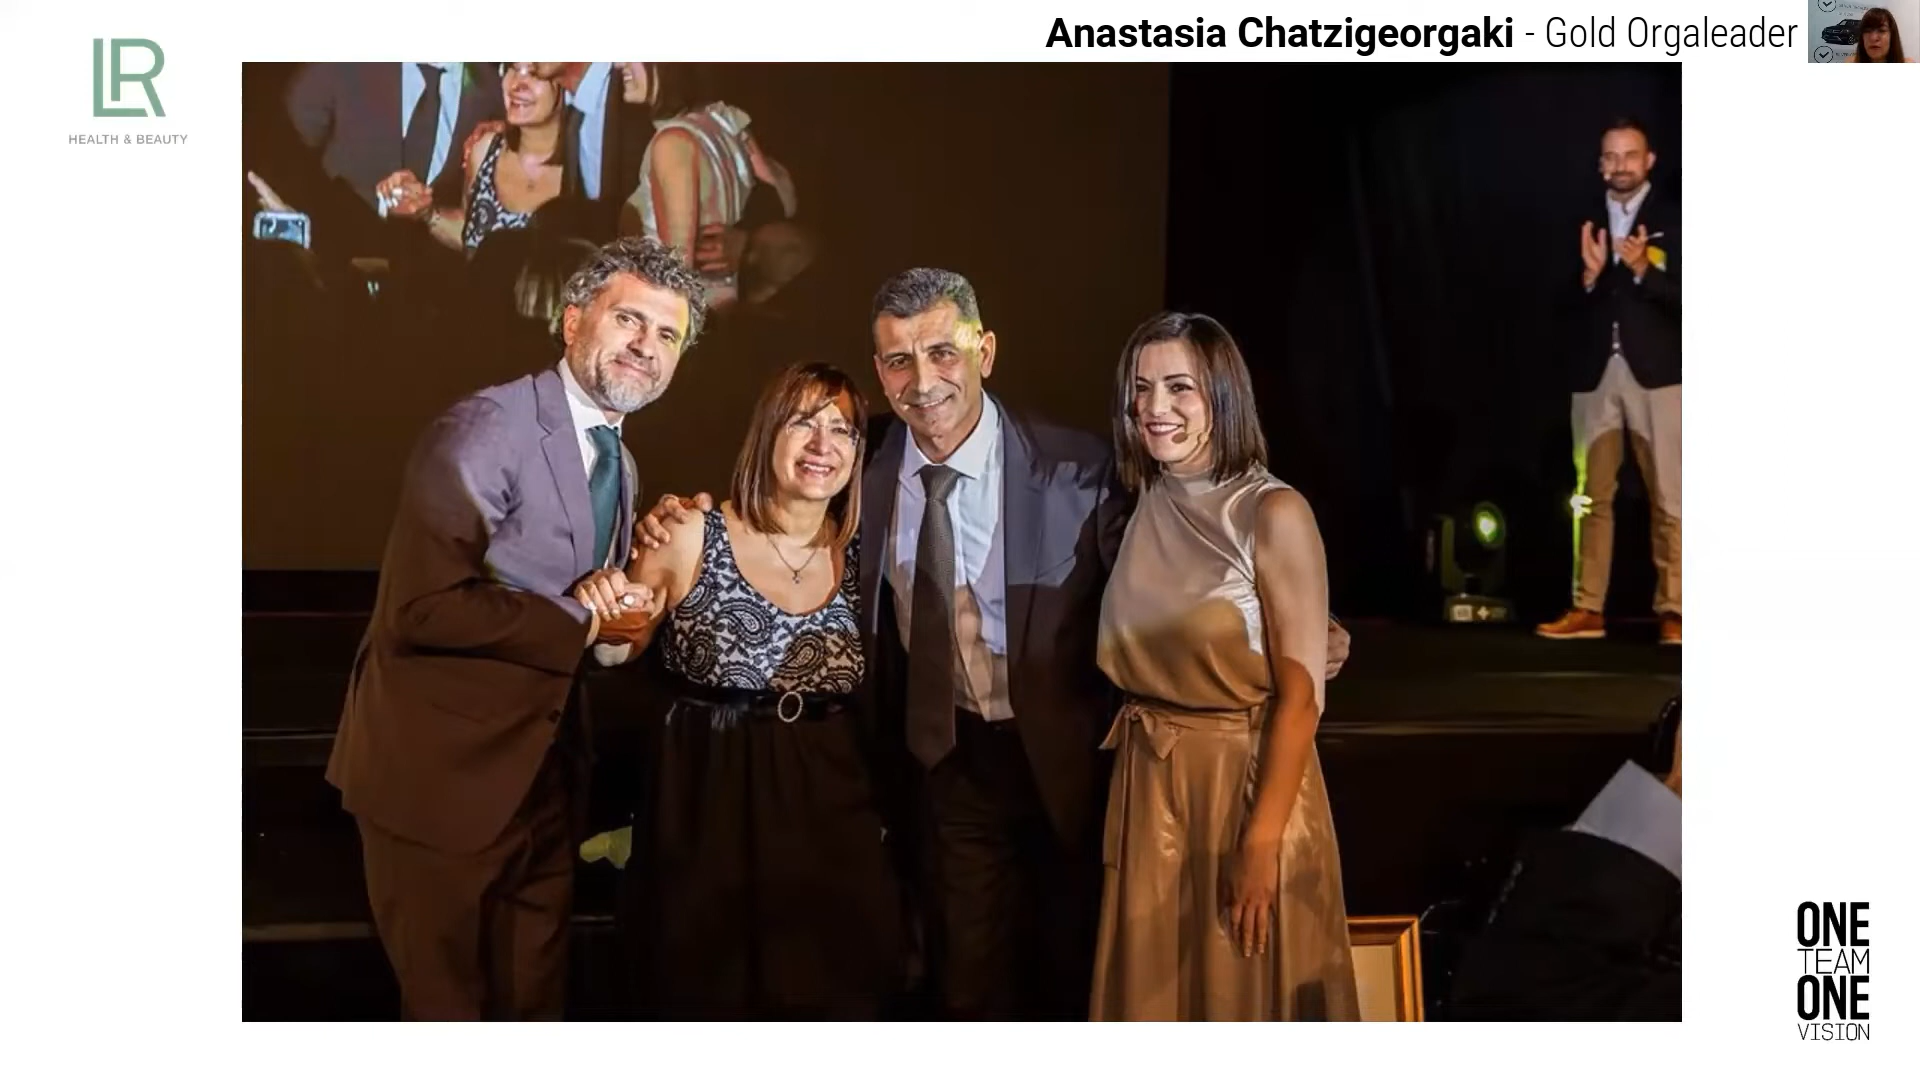 Anastasia Chatzigeorgaki - Gold Orgaleader
LR
HEALTH & BEAUTY
ONE
TEAM
ONE
VISION